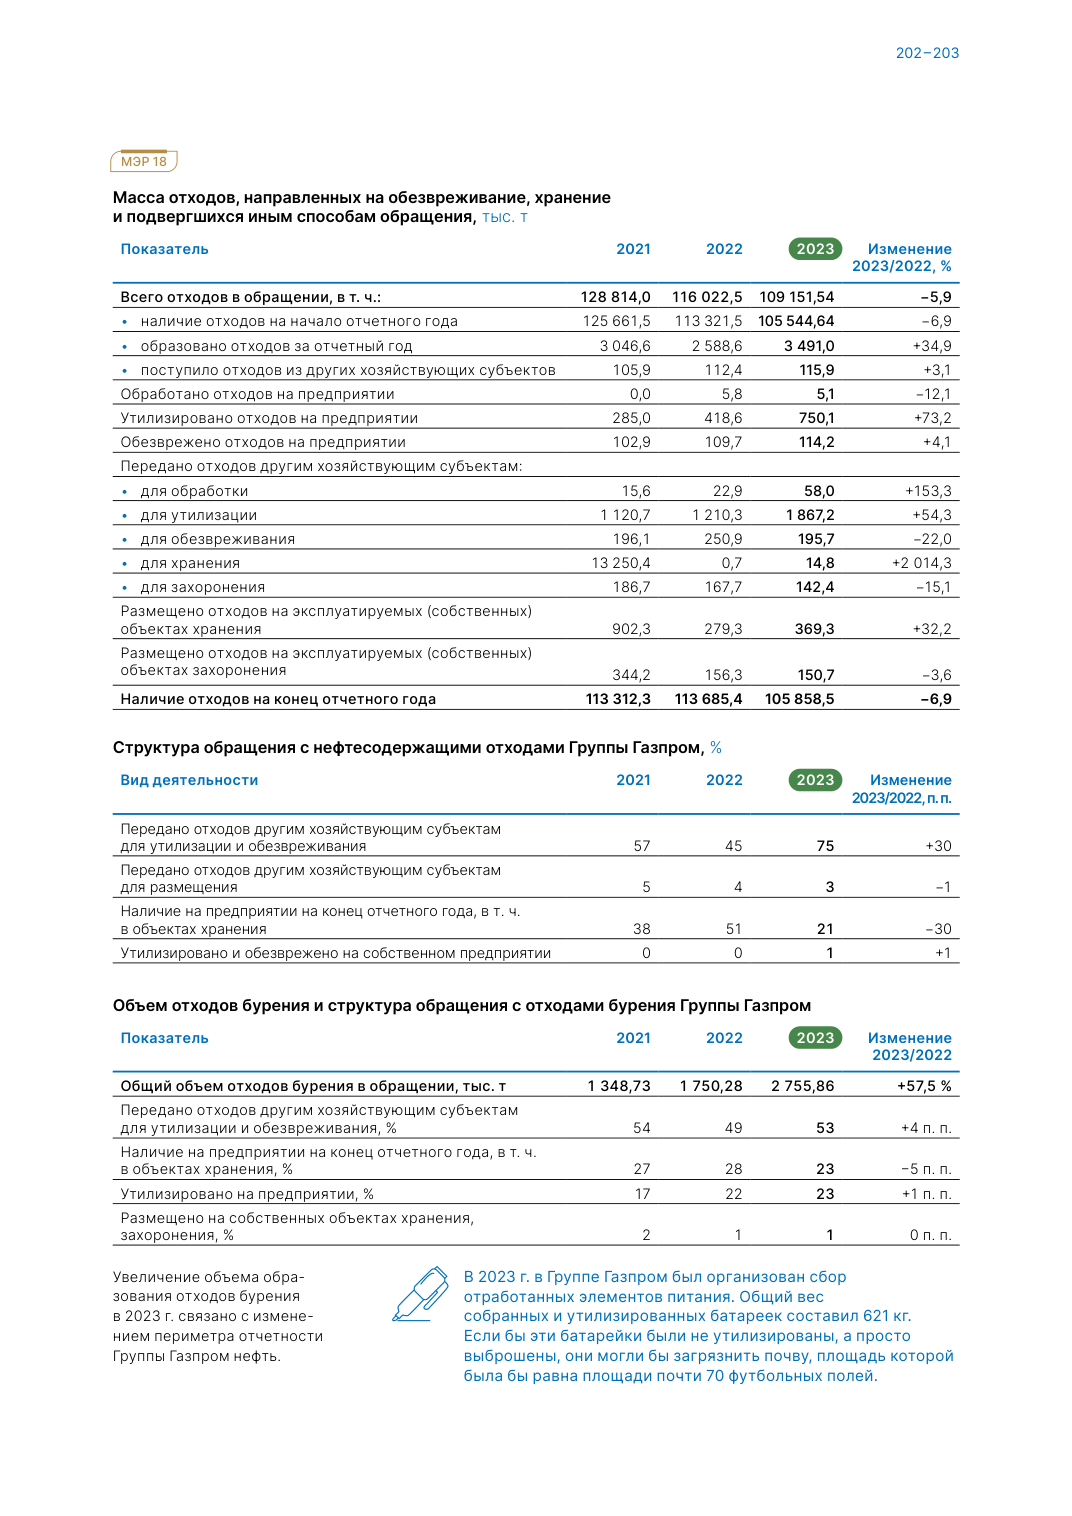 202–203
МЭР 18
Масса отходов, направленных на обезвреживание, хранение
и подвергшихся иным способам обращения, тыс. т
Показатель 2021 2022 2023 Изменение
2023/2022, %
Всего отходов в обращении, в т. ч.: 128 814,0 116 022,5 109 151,54 −5,9
• наличие отходов на начало отчетного года 125 661,5 113 321,5 105 544,64 −6,9
• образовано отходов за отчетный год 3 046,6 2 588,6 3 491,0 +34,9
• поступило отходов из других хозяйствующих субъектов 105,9 112,4 115,9 +3,1
Обработано отходов на предприятии 0,0 5,8 5,1 −12,1
Утилизировано отходов на предприятии 285,0 418,6 750,1 +73,2
Обезврежено отходов на предприятии 102,9 109,7 114,2 +4,1
Передано отходов другим хозяйствующим субъектам:
• для обработки 15,6 22,9 58,0 +153,3
• для утилизации 1 120,7 1 210,3 1 867,2 +54,3
• для обезвреживания 196,1 250,9 195,7 −22,0
• для хранения 13 250,4 0,7 14,8 +2 014,3
• для захоронения 186,7 167,7 142,4 −15,1
Размещено отходов на эксплуатируемых (собственных)
объектах хранения 902,3 279,3 369,3 +32,2
Размещено отходов на эксплуатируемых (собственных)
объектах захоронения 344,2 156,3 150,7 −3,6
Наличие отходов на конец отчетного года 113 312,3 113 685,4 105 858,5 −6,9
Структура обращения с нефтесодержащими отходами Группы Газпром, %
Вид деятельности 2021 2022 2023 Изменение
2023/2022, п. п.
Передано отходов другим хозяйствующим субъектам
для утилизации и обезвреживания 57 45 75 +30
Передано отходов другим хозяйствующим субъектам
для размещения 5 4 3 −1
Наличие на предприятии на конец отчетного года, в т. ч.
в объектах хранения 38 51 21 −30
Утилизировано и обезврежено на собственном предприятии 0 0 1 +1
Объем отходов бурения и структура обращения с отходами бурения Группы Газпром
Показатель 2021 2022 2023 Изменение
2023/2022
Общий объем отходов бурения в обращении, тыс. т 1 348,73 1 750,28 2 755,86 +57,5 %
Передано отходов другим хозяйствующим субъектам
для утилизации и обезвреживания, % 54 49 53 +4 п. п.
Наличие на предприятии на конец отчетного года, в т. ч.
в объектах хранения, % 27 28 23 −5 п. п.
Утилизировано на предприятии, % 17 22 23 +1 п. п.
Размещено на собственных объектах хранения,
захоронения, % 2 1 1 0 п. п.
Увеличение объема обра-
зования отходов бурения
в 2023 г. связано с измене-
нием периметра отчетности
Группы Газпром нефть.
В 2023 г. в Группе Газпром был организован сбор
отработанных элементов питания. Общий вес
собранных и утилизированных батареек составил 621 кг.
Если бы эти батарейки были не утилизированы, а просто
выброшены, они могли бы загрязнить почву, площадь которой
была бы равна площади почти 70 футбольных полей.